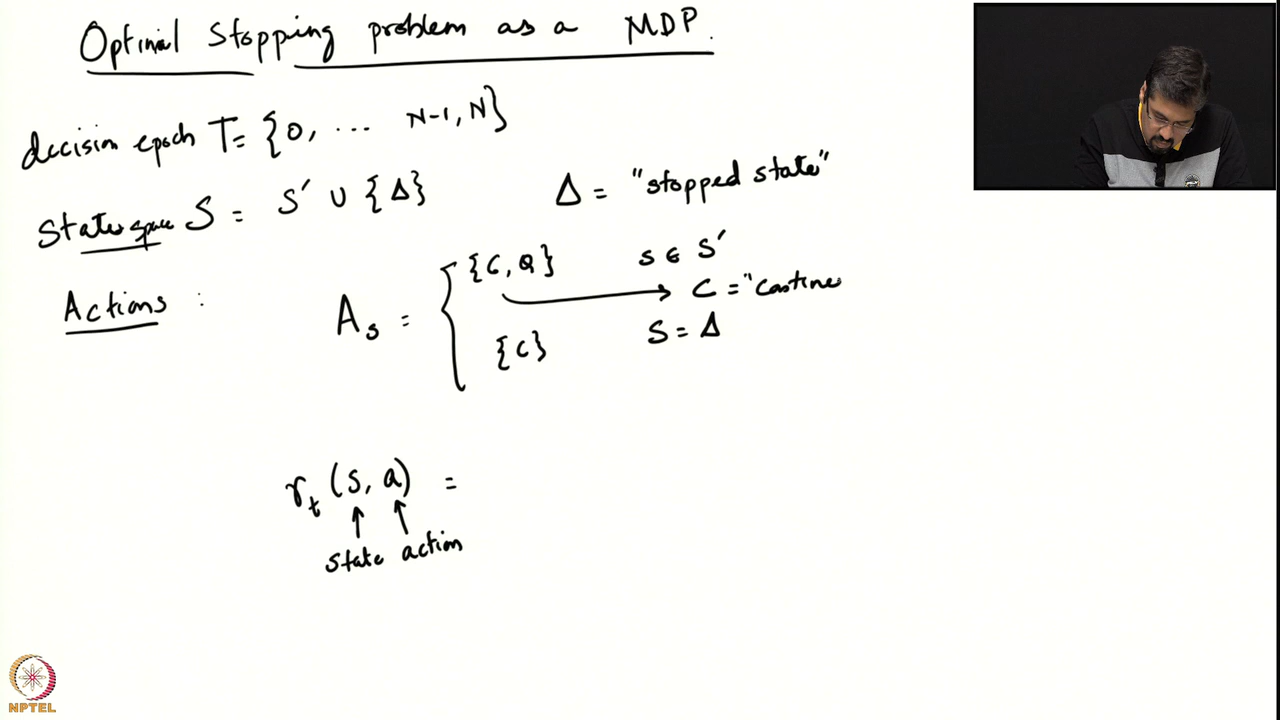 Optimal stopping problem as a MDP.
decision epoch T = {0, ... N-1, N}
State space S = S' ∪ {Δ} Δ = "stopped state"
Actions : A_s = { {C, Q} s ∈ S'
C = "
{C} s = Δ
r_t (s, a) =
↑ ↑
state action
NPTEL